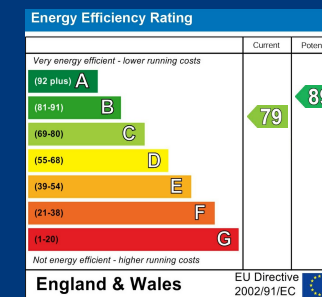 Energy Efficiency Rating
Current
Very energy efficient - lower running costs
(92 plus) A
(81-91) B
(69-80) C
(55-68) D
(39-54) E
(21-38) F
(1-20) G
79
Not energy efficient - higher running costs
England & Wales
EU Directive
2002/91/EC